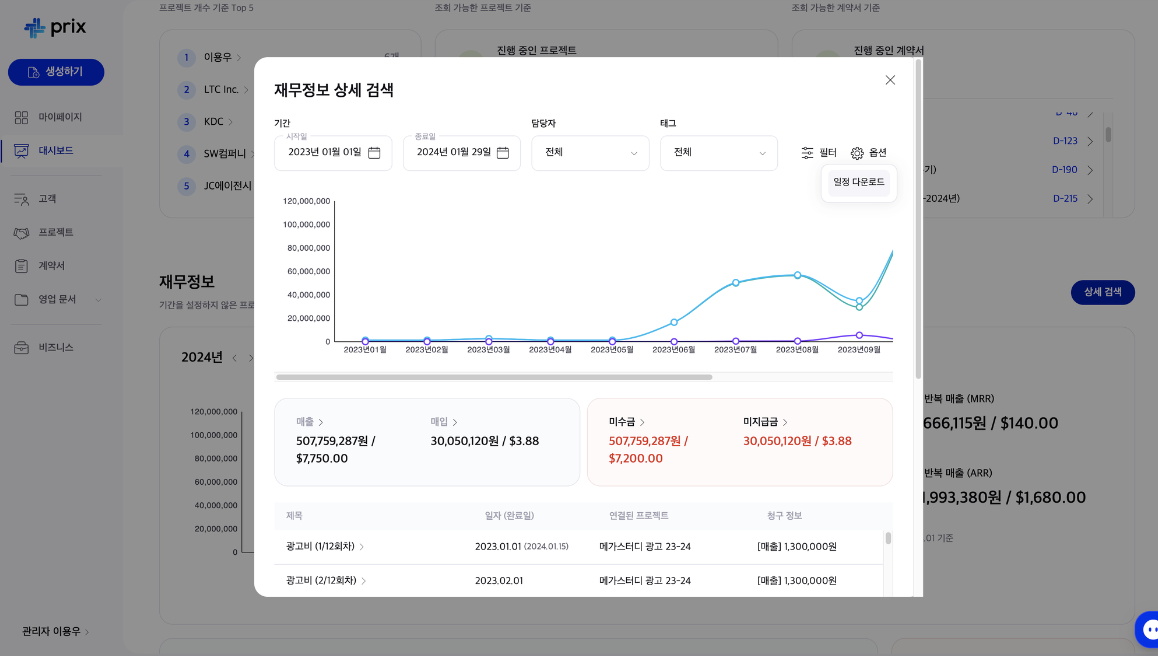 프로젝트 개수 기준 Top 5
조회 가능한 프로젝트 기준
조회 가능한 계약서 기준
prix
생성하기
마이페이지
대시보드
고객
프로젝트
계약서
영업 문서
비즈니스
관리자 이용우
1 이용우
6개
2 LTC Inc.
3 KDC
4 SW컴퍼니
5 JC에이전시
진행 중인 프로젝트
진행 중인 계약서
D-123
기)
D-190
-2024년)
D-215
재무정보
기간을 설정하지 않은 프로
상세 검색
2024년
120,000,000
100,000,000
80,000,000
60,000,000
40,000,000
20,000,000
0
반복 매출 (MRR)
666,115원 / $140.00
반복 매출 (ARR)
1,993,380원 / $1,680.00
.01 기준
재무정보 상세 검색
기간
담당자
태그
시작일
2023년 01월 01일
종료일
2024년 01월 29일
전체
전체
필터
옵션
일정 다운로드
120,000,000
100,000,000
80,000,000
60,000,000
40,000,000
20,000,000
0
2023년01월
2023년02월
2023년03월
2023년04월
2023년05월
2023년06월
2023년07월
2023년08월
2023년09월
매출
507,759,287원 /
$7,750.00
매입
30,050,120원 / $3.88
미수금
507,759,287원 /
$7,200.00
미지급금
30,050,120원 / $3.88
제목 일자 (완료일) 연결된 프로젝트 청구 정보
광고비 (1/12회차) 2023.01.01 (2024.01.15) 메가스터디 광고 23-24 [매출] 1,300,000원
광고비 (2/12회차) 2023.02.01 메가스터디 광고 23-24 [매출] 1,300,000원